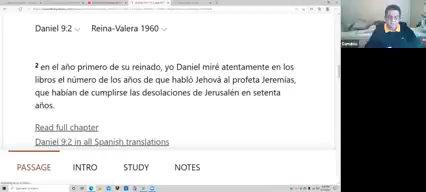 Daniel 9:2 Reina-Valera 1960
2 en el año primero de su reinado, yo Daniel miré atentamente en los
libros el número de los años de que habló Jehová al profeta Jeremías,
que habían de cumplirse las desolaciones de Jerusalén en setenta
años.
Read full chapter
Daniel 9:2 in all Spanish translations
PASSAGE INTRO STUDY NOTES